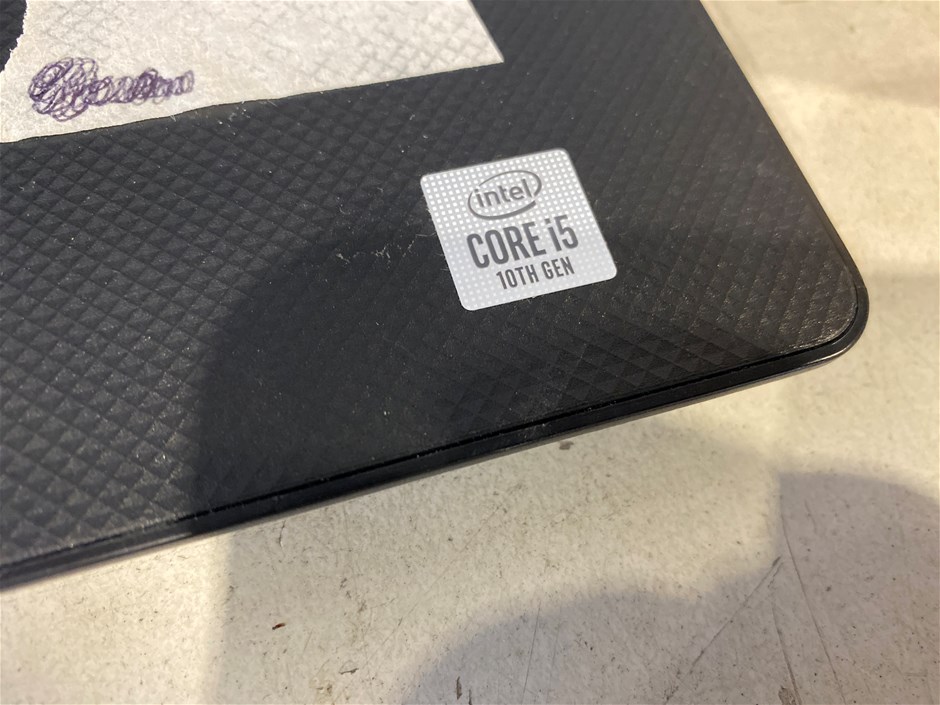 intel
CORE i5
10TH GEN